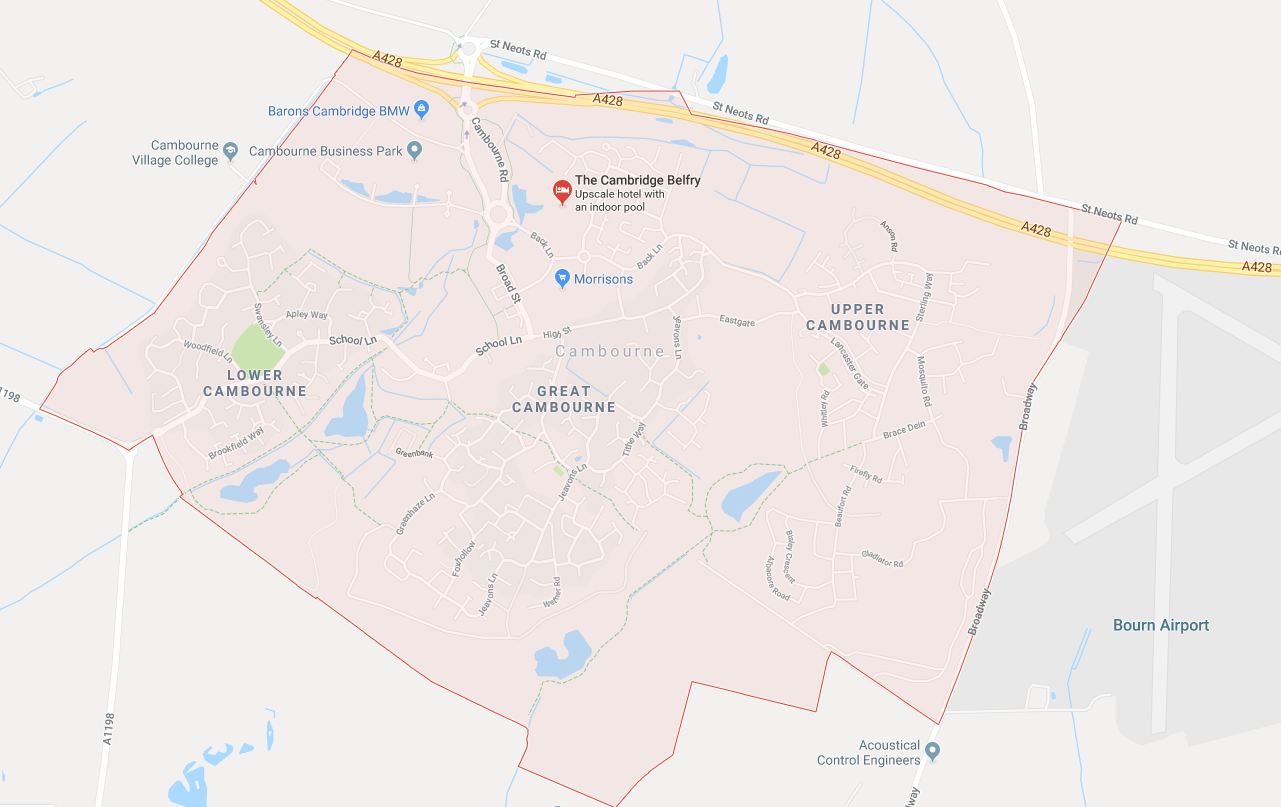 A428
St Neots Rd
A428
St Neots Rd
Barons Cambridge BMW
Cambourne
Village College
Cambourne Business Park
Cambourne Rd
A428
The Cambridge Belfry
Upscale hotel with
an indoor pool
St Neots Rd
A428
St Neots Rd
A428
Back Ln
Back Ln
Anson Rd
Broad St
Morrisons
Sterling Way
Swansley Ln
Apley Way
UPPER
CAMBOURNE
Eastgate
High St
School Ln
School Ln
Jeavons Ln
Woodfield Ln
Cambourne
Lancaster Gate
Mosquito Rd
LOWER
CAMBOURNE
GREAT
CAMBOURNE
1198
Whitley Rd
Broadway
Brookfield Way
Tithe Way
Brace Dein
Greenbank
Jeavons Ln
Firefly Rd
Greenhaze Ln
Beaufort Rd
Foxhollow
Bisley Crescent
Gladiator Rd
Jeavons Ln
Werner Rd
Albacore Road
Broadway
Bourn Airport
A1198
Acoustical
Control Engineers
way